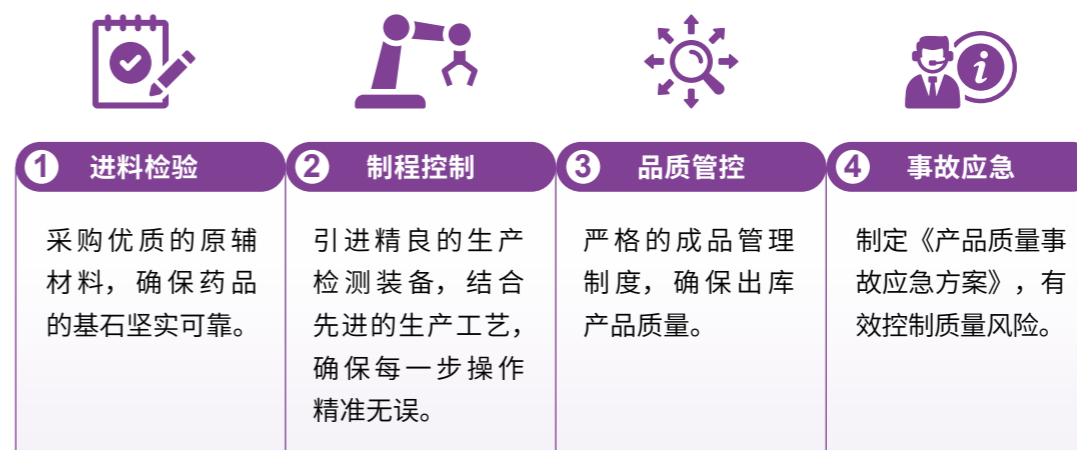 1 进料检验
采购优质的原辅
材料，确保药品
的基石坚实可靠。
2 制程控制
引进精良的生产
检测装备，结合
先进的生产工艺，
确保每一步操作
精准无误。
3 品质管控
严格的成品管理
制度，确保出库
产品质量。
4 事故应急
制定《产品质量事
故应急方案》，有
效控制质量风险。